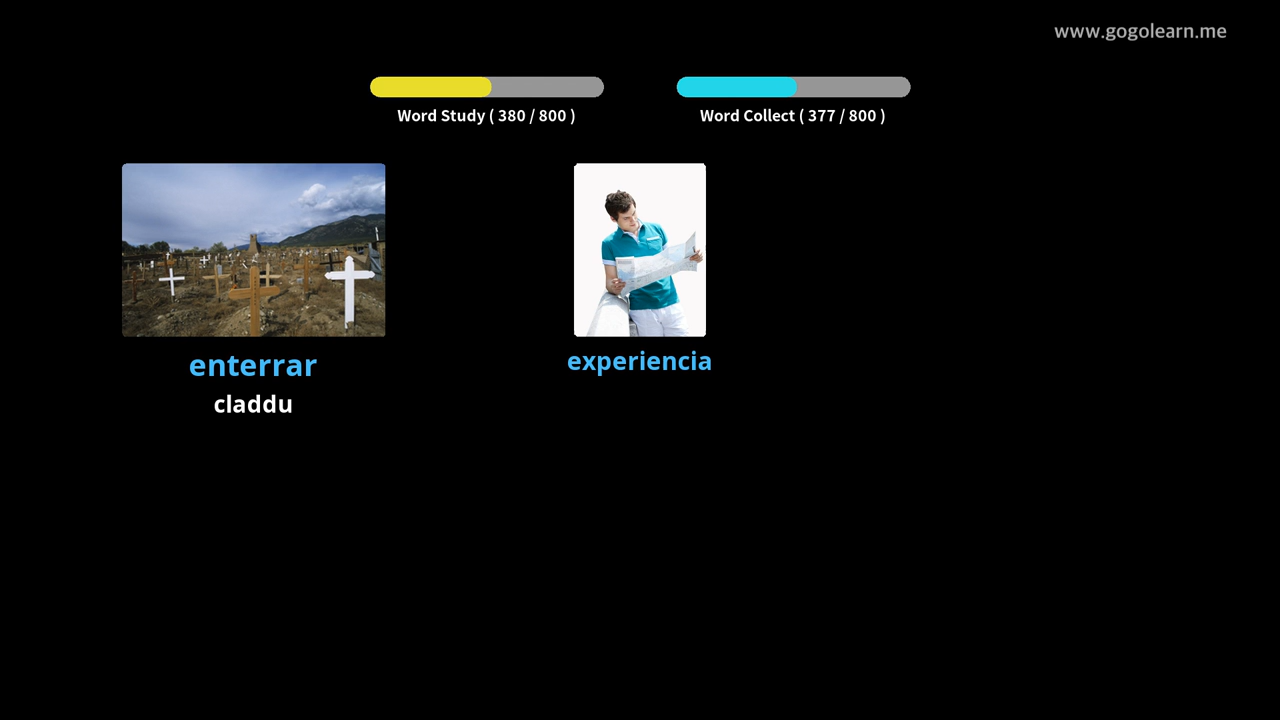 www.gogolearn.me
Word Study ( 380 / 800 )
Word Collect ( 377 / 800 )
enterrar
claddu
experiencia